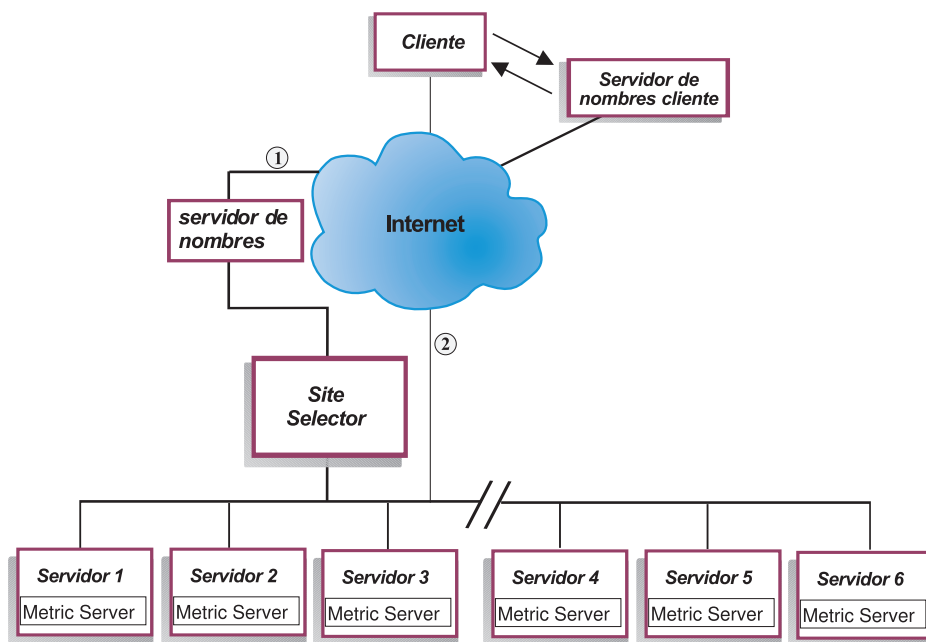 Cliente
Servidor de
nombres cliente
1
servidor de
nombres
Internet
2
Site
Selector
Servidor 1
Metric Server
Servidor 2
Metric Server
Servidor 3
Metric Server
Servidor 4
Metric Server
Servidor 5
Metric Server
Servidor 6
Metric Server